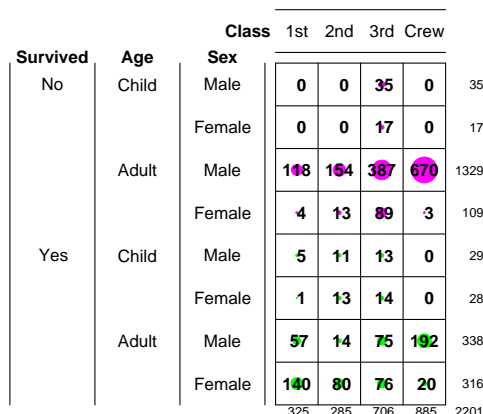 Class 1st 2nd 3rd Crew
Survived Age Sex
No Child Male 0 0 35 0 35
Female 0 0 17 0 17
Adult Male 118 154 387 670 1329
Female 4 13 89 3 109
Yes Child Male 5 11 13 0 29
Female 1 13 14 0 28
Adult Male 57 14 75 192 338
Female 140 80 76 20 316
325 285 706 885 2201